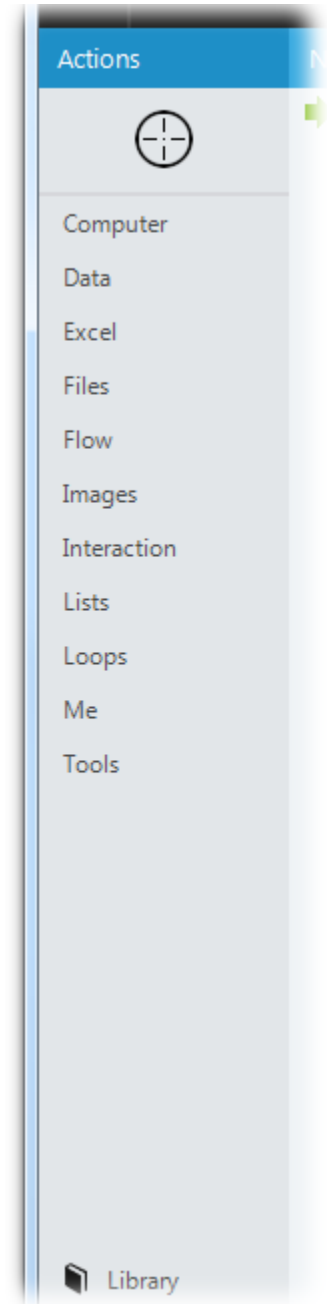 Actions
Computer
Data
Excel
Files
Flow
Images
Interaction
Lists
Loops
Me
Tools
Library